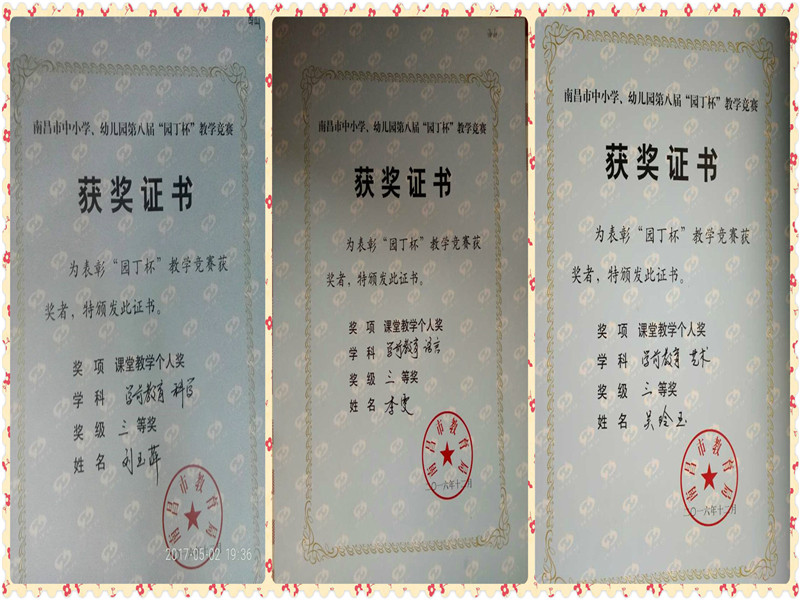 南昌市中小学、幼儿园第八届“园丁杯”教学竞赛
获奖证书
为表彰“园丁杯”教学竞赛获
奖者，特颁发此证书。
奖 项 课堂教学个人奖
学 科 学前教育 科学
奖 级 三 等奖
姓 名 刘玉萍
南昌市教育局
2017-05-02 19:36
南昌市中小学、幼儿园第八届“园丁杯”教学竞赛
获奖证书
为表彰“园丁杯”教学竞赛获
奖者，特颁发此证书。
奖 项 课堂教学个人奖
学 科 学前教育 语言
奖 级 三 等奖
姓 名 李雯
南昌市教育局
二〇一六年十二月
南昌市中小学、幼儿园第八届“园丁杯”教学竞赛
获奖证书
为表彰“园丁杯”教学竞赛获
奖者，特颁发此证书。
奖 项 课堂教学个人奖
学 科 学前教育 艺术
奖 级 三 等奖
姓 名 吴玲玉
南昌市教育局
二〇一六年十二月